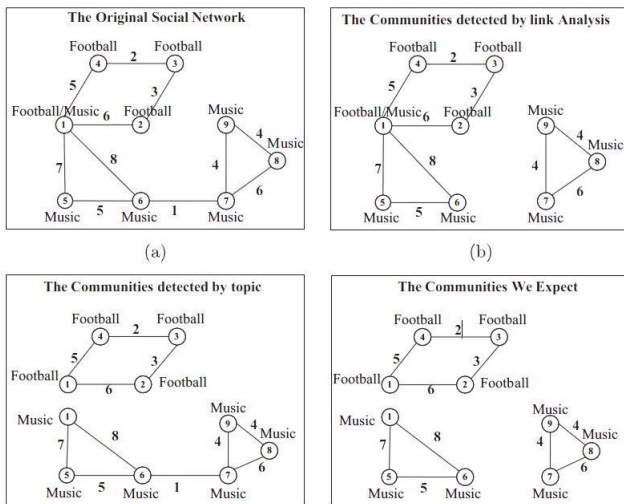 The Original Social Network
Football Football
4 2 3
5 3
Football/Music 6 Football Music
1 2 9 4 Music
8 8
7 4 6
5 5 6 1 7
Music Music Music
(a)
The Communities detected by link Analysis
Football Football
4 2 3
5 3
Football/Music 6 Football Music
1 2 9 4 Music
8 8
7 4 6
5 5 6 7
Music Music Music
(b)
The Communities detected by topic
Football Football
4 2 3
5 3
Football 1 6 2 Football
Music 1 Music
9 4 Music
7 8 4 8
6
5 5 6 1 7
Music Music Music
The Communities We Expect
Football Football
4 2 3
5 3
Football 1 6 2 Football
Music 1 Music
9 4 Music
7 8 4 8
6
5 5 6 7
Music Music Music